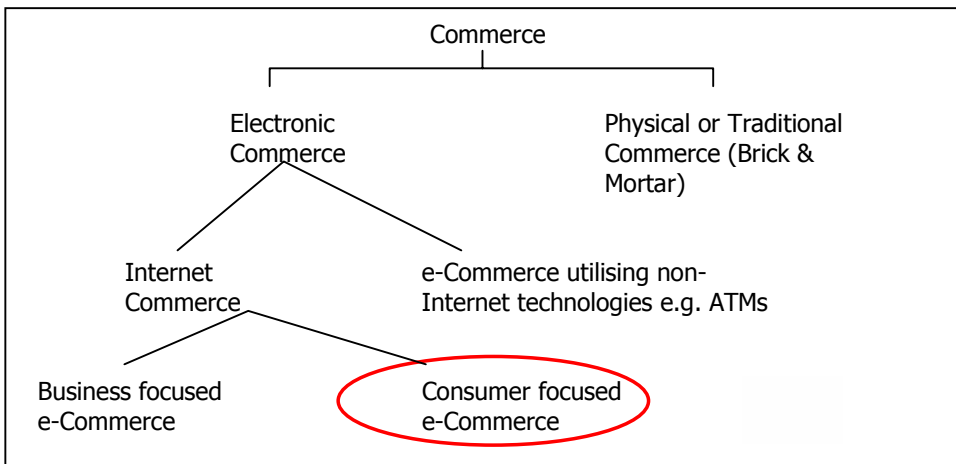 Commerce
Electronic
Commerce
Physical or Traditional
Commerce (Brick &
Mortar)
Internet
Commerce
e-Commerce utilising non-
Internet technologies e.g. ATMs
Business focused
e-Commerce
Consumer focused
e-Commerce